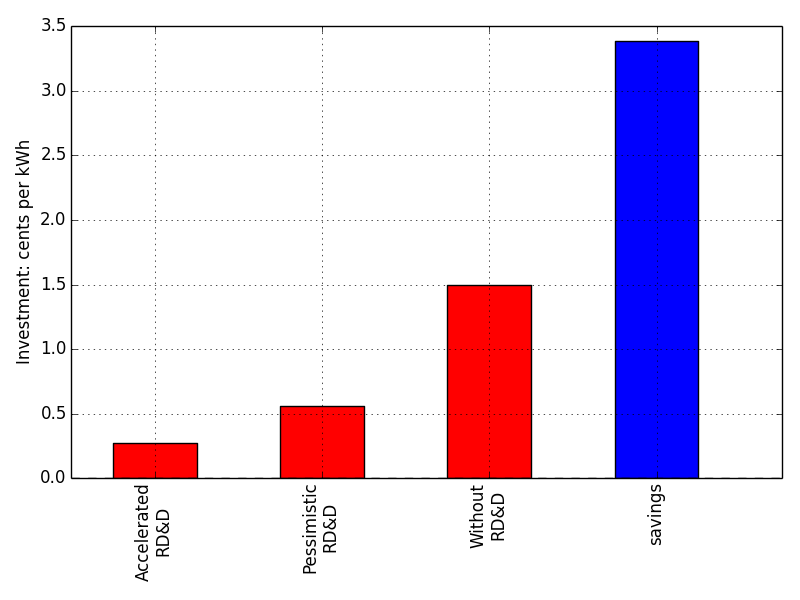 3.5
3.0
2.5
2.0
1.5
1.0
0.5
0.0
Investment: cents per kWh
Accelerated
RD&D
Pessimistic
RD&D
Without
RD&D
savings